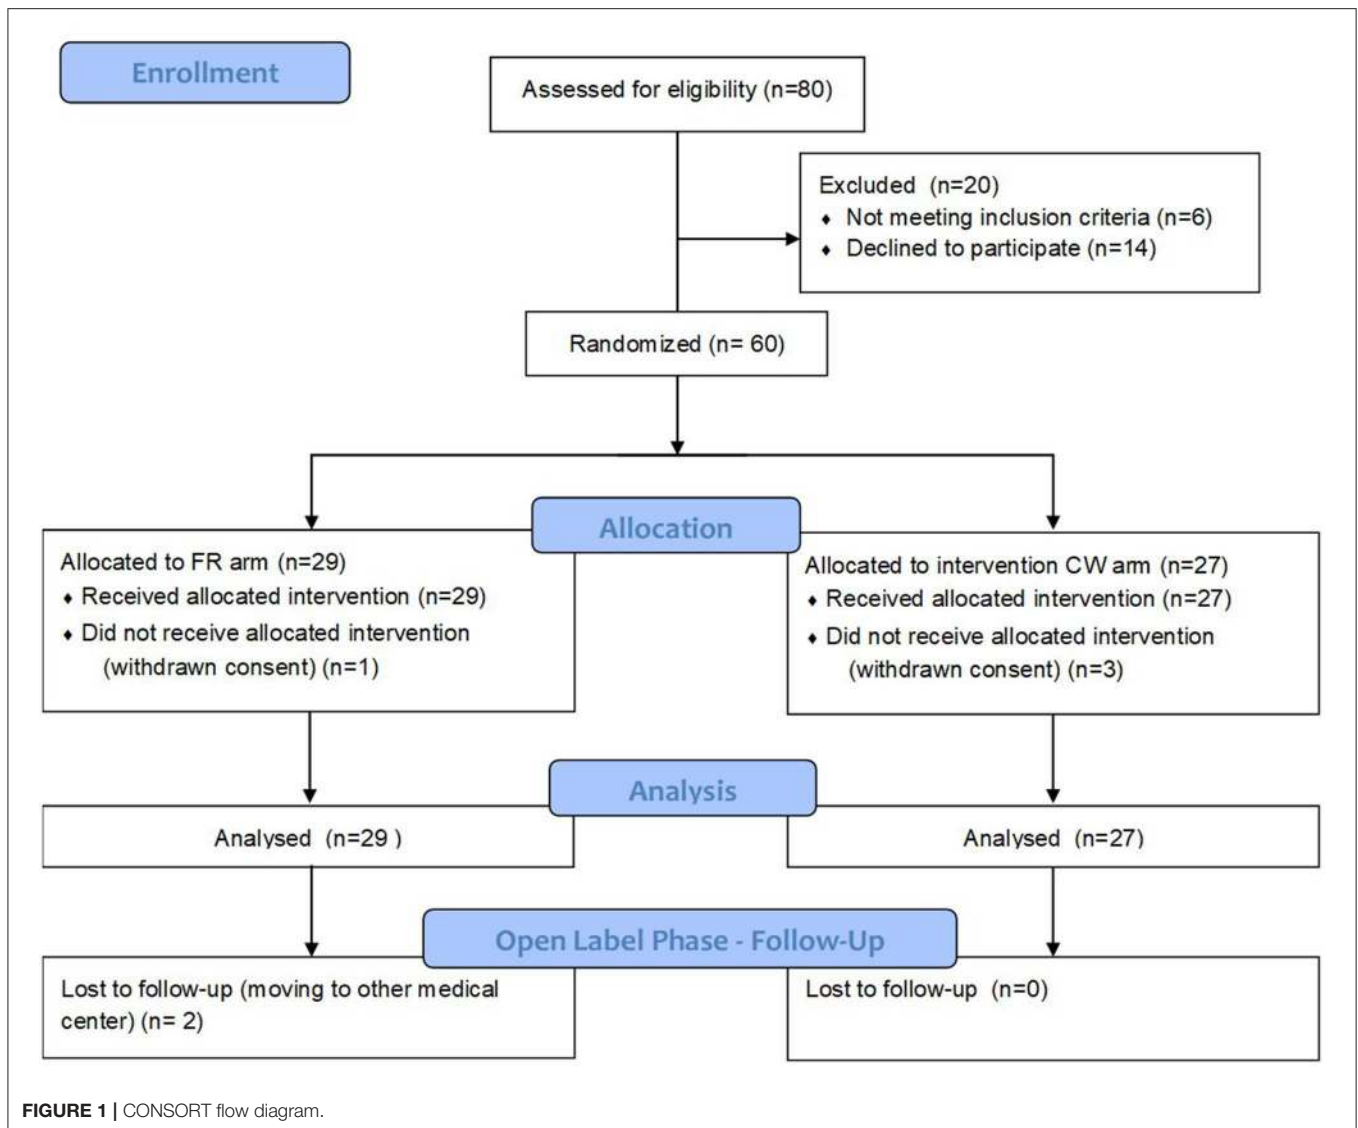 Enrollment
Assessed for eligibility (n=80)
Excluded (n=20)
♦ Not meeting inclusion criteria (n=6)
♦ Declined to participate (n=14)
Randomized (n= 60)
Allocation
Allocated to FR arm (n=29)
♦ Received allocated intervention (n=29)
♦ Did not receive allocated intervention
(withdrawn consent) (n=1)
Allocated to intervention CW arm (n=27)
♦ Received allocated intervention (n=27)
♦ Did not receive allocated intervention
(withdrawn consent) (n=3)
Analysis
Analysed (n=29 )
Analysed (n=27)
Open Label Phase - Follow-Up
Lost to follow-up (moving to other medical
center) (n= 2)
Lost to follow-up (n=0)
FIGURE 1 | CONSORT flow diagram.